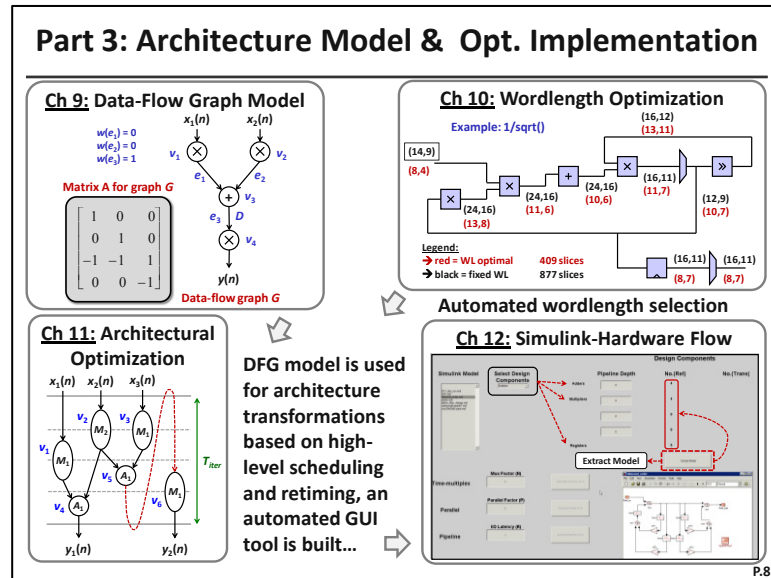 Part 3: Architecture Model & Opt. Implementation
Ch 9: Data-Flow Graph Model
x1(n)
x2(n)
w(e1) = 0
w(e2) = 0
w(e3) = 1
v1
v2
e1
e2
Matrix A for graph G
v3
e3
D
v4
1 0 0
0 1 0
-1 -1 1
0 0 -1
y(n)
Data-flow graph G
Ch 10: Wordlength Optimization
Example: 1/sqrt()
(16,12)
(13,11)
(14,9)
(8,4)
(16,11)
(11,7)
(24,16)
(10,6)
(24,16)
(11,6)
(24,16)
(13,8)
(12,9)
(10,7)
Legend:
red = WL optimal 409 slices
black = fixed WL 877 slices
(16,11)
(16,11)
(8,7)
(8,7)
Automated wordlength selection
Ch 11: Architectural
Optimization
x1(n)
x2(n)
x3(n)
v2
v3
M2
M1
v1
M1
v5
A1
Titer
v4
A1
v6
M1
y1(n)
y2(n)
DFG model is used
for architecture
transformations
based on high-
level scheduling
and retiming, an
automated GUI
tool is built…
Ch 12: Simulink-Hardware Flow
Design Components
Simulink Model
Select Design
Components
Pipeline Depth
No.(Ref)
No.(Trans)
Adders
Multipliers
Registers
Extract Model
Max Factor (N)
Time-multiplex
Parallel Factor (P)
Parallel
I/O Latency (R)
Pipeline
P.8